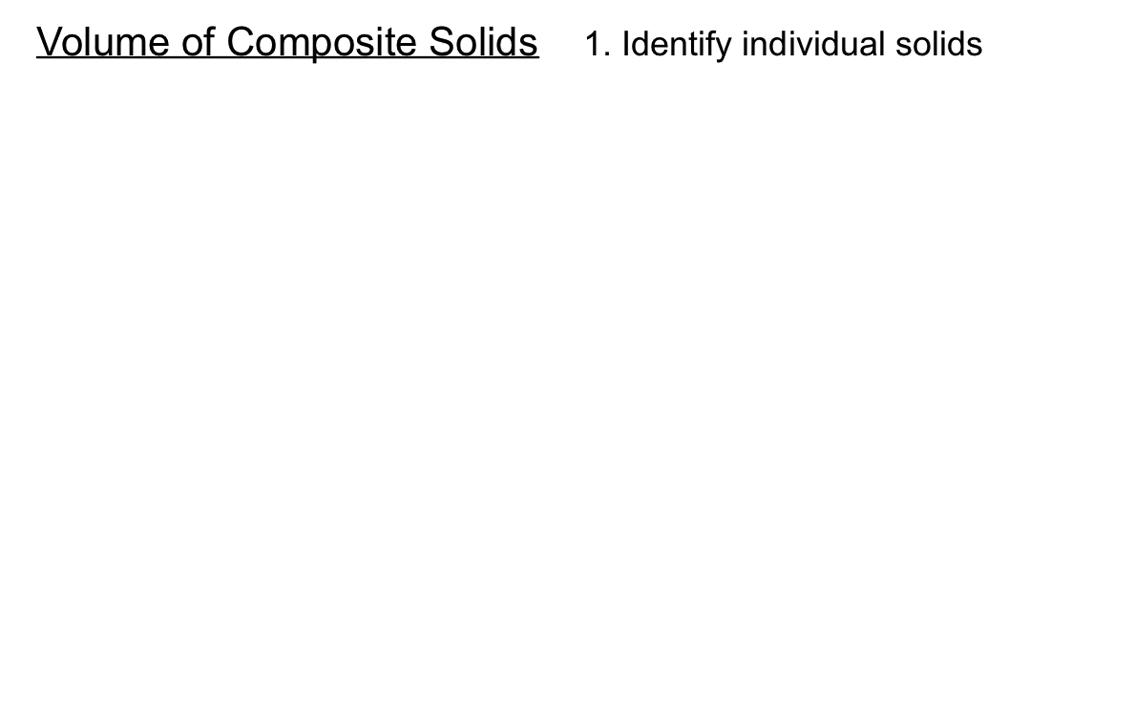 Volume of Composite Solids
1. Identify individual solids